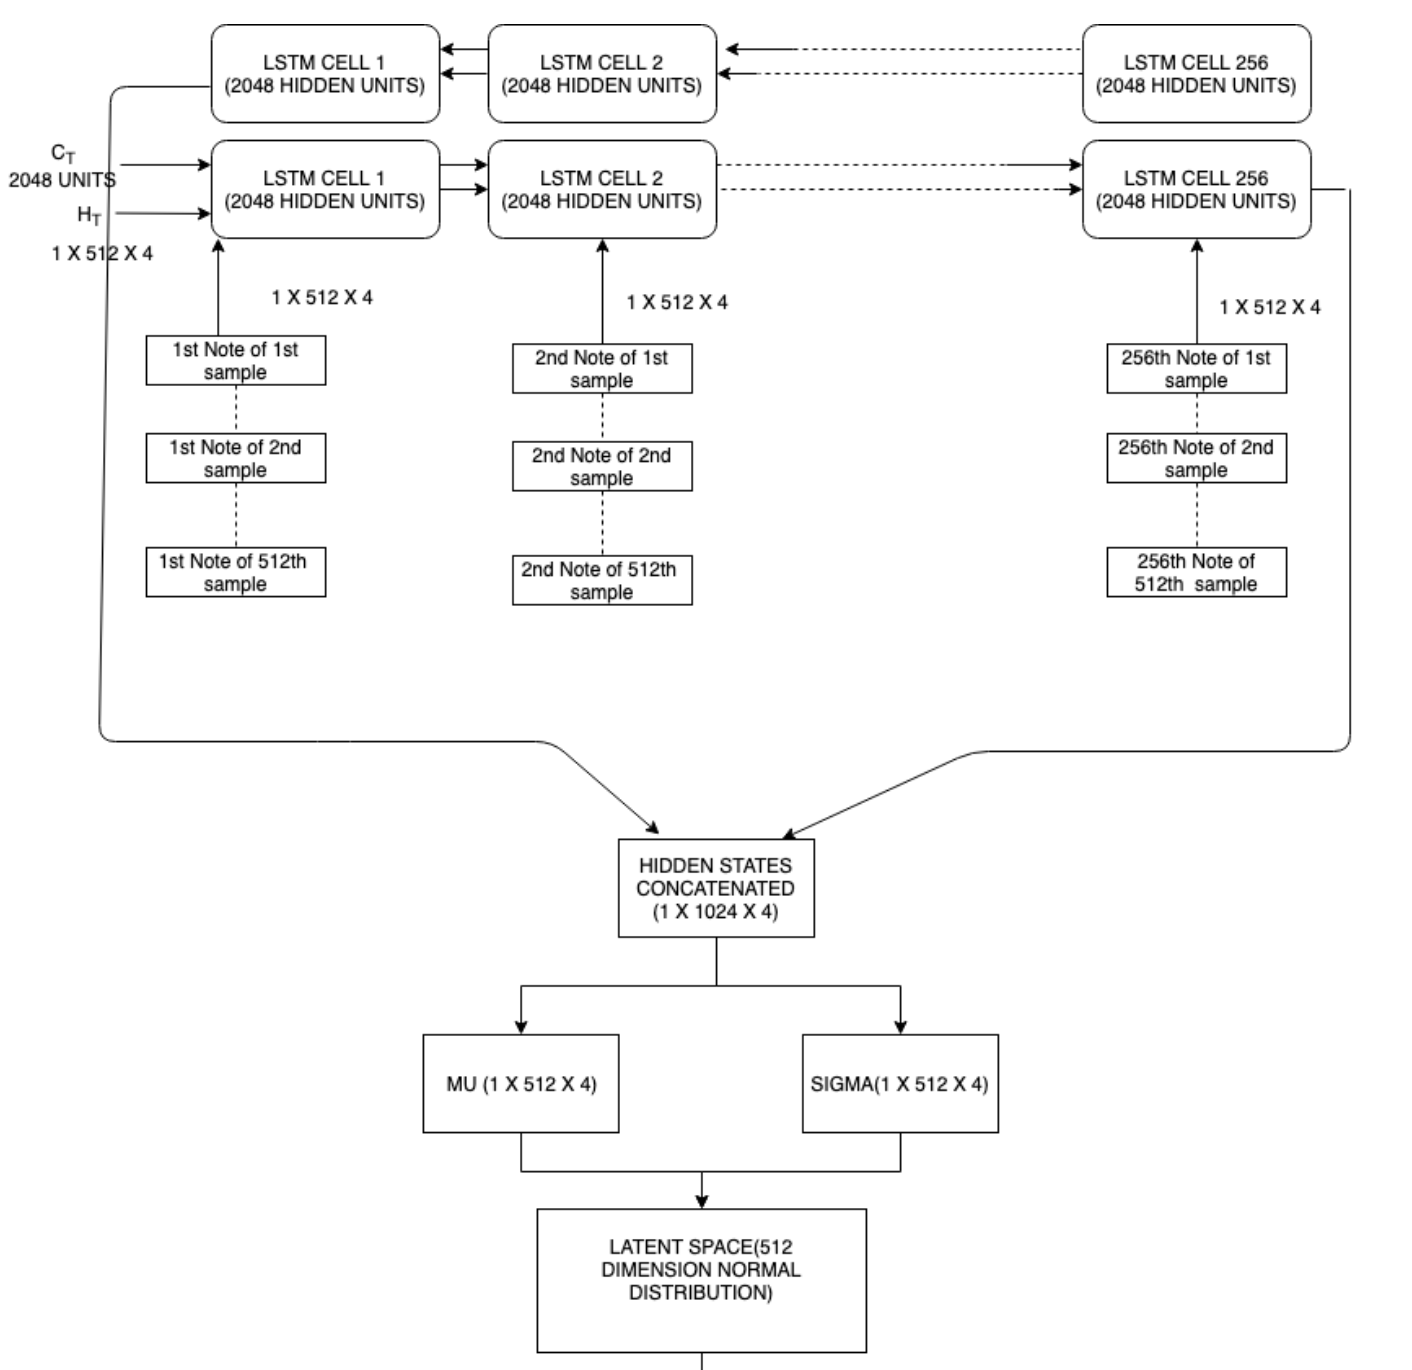 LSTM CELL 1
(2048 HIDDEN UNITS)
LSTM CELL 2
(2048 HIDDEN UNITS)
LSTM CELL 256
(2048 HIDDEN UNITS)
C_T
2048 UNITS
H_T
1 X 512 X 4
LSTM CELL 1
(2048 HIDDEN UNITS)
LSTM CELL 2
(2048 HIDDEN UNITS)
LSTM CELL 256
(2048 HIDDEN UNITS)
1 X 512 X 4
1 X 512 X 4
1 X 512 X 4
1st Note of 1st
sample
2nd Note of 1st
sample
256th Note of 1st
sample
1st Note of 2nd
sample
2nd Note of 2nd
sample
256th Note of 2nd
sample
1st Note of 512th
sample
2nd Note of 512th
sample
256th Note of
512th  sample
HIDDEN STATES
CONCATENATED
(1 X 1024 X 4)
MU (1 X 512 X 4)
SIGMA(1 X 512 X 4)
LATENT SPACE(512
DIMENSION NORMAL
DISTRIBUTION)